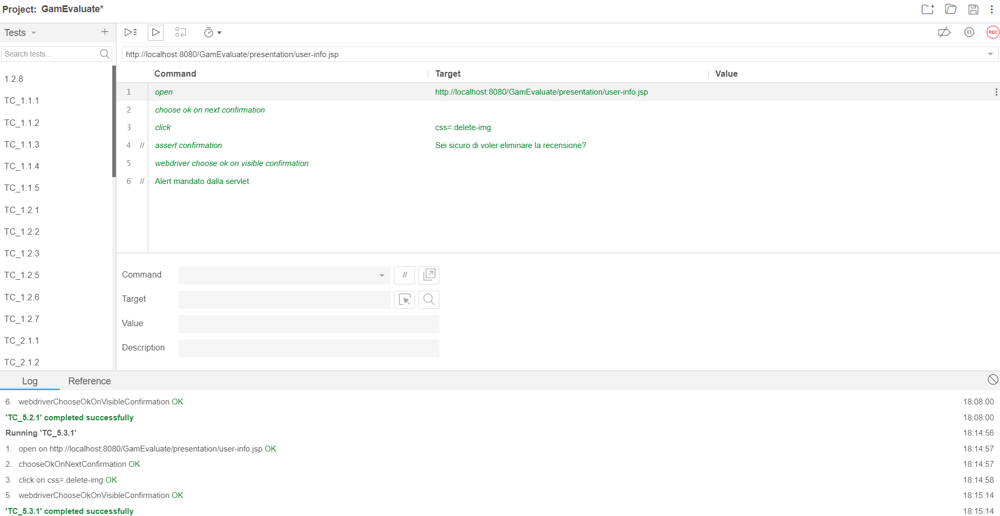 Project: GamEvaluate*
Tests
Search tests...
1.2.8
TC_1.1.1
TC_1.1.2
TC_1.1.3
TC_1.1.4
TC_1.1.5
TC_1.2.1
TC_1.2.2
TC_1.2.3
TC_1.2.5
TC_1.2.6
TC_1.2.7
TC_2.1.1
TC_2.1.2
REC
http://localhost:8080/GamEvaluate/presentation/user-info.jsp
Command Target Value
1 open http://localhost:8080/GamEvaluate/presentation/user-info.jsp
2 choose ok on next confirmation
3 click css=.delete-img
4 // assert confirmation Sei sicuro di voler eliminare la recensione?
5 webdriver choose ok on visible confirmation
6 // Alert mandato dalla servlet
Command //
Target
Value
Description
Log Reference
6. webdriverChooseOkOnVisibleConfirmation OK 18:08:00
'TC_5.2.1' completed successfully 18:08:00
Running 'TC_5.3.1' 18:14:56
1. open on http://localhost:8080/GamEvaluate/presentation/user-info.jsp OK 18:14:57
2. chooseOkOnNextConfirmation OK 18:14:57
3. click on css=.delete-img OK 18:14:58
5. webdriverChooseOkOnVisibleConfirmation OK 18:15:14
'TC_5.3.1' completed successfully 18:15:14